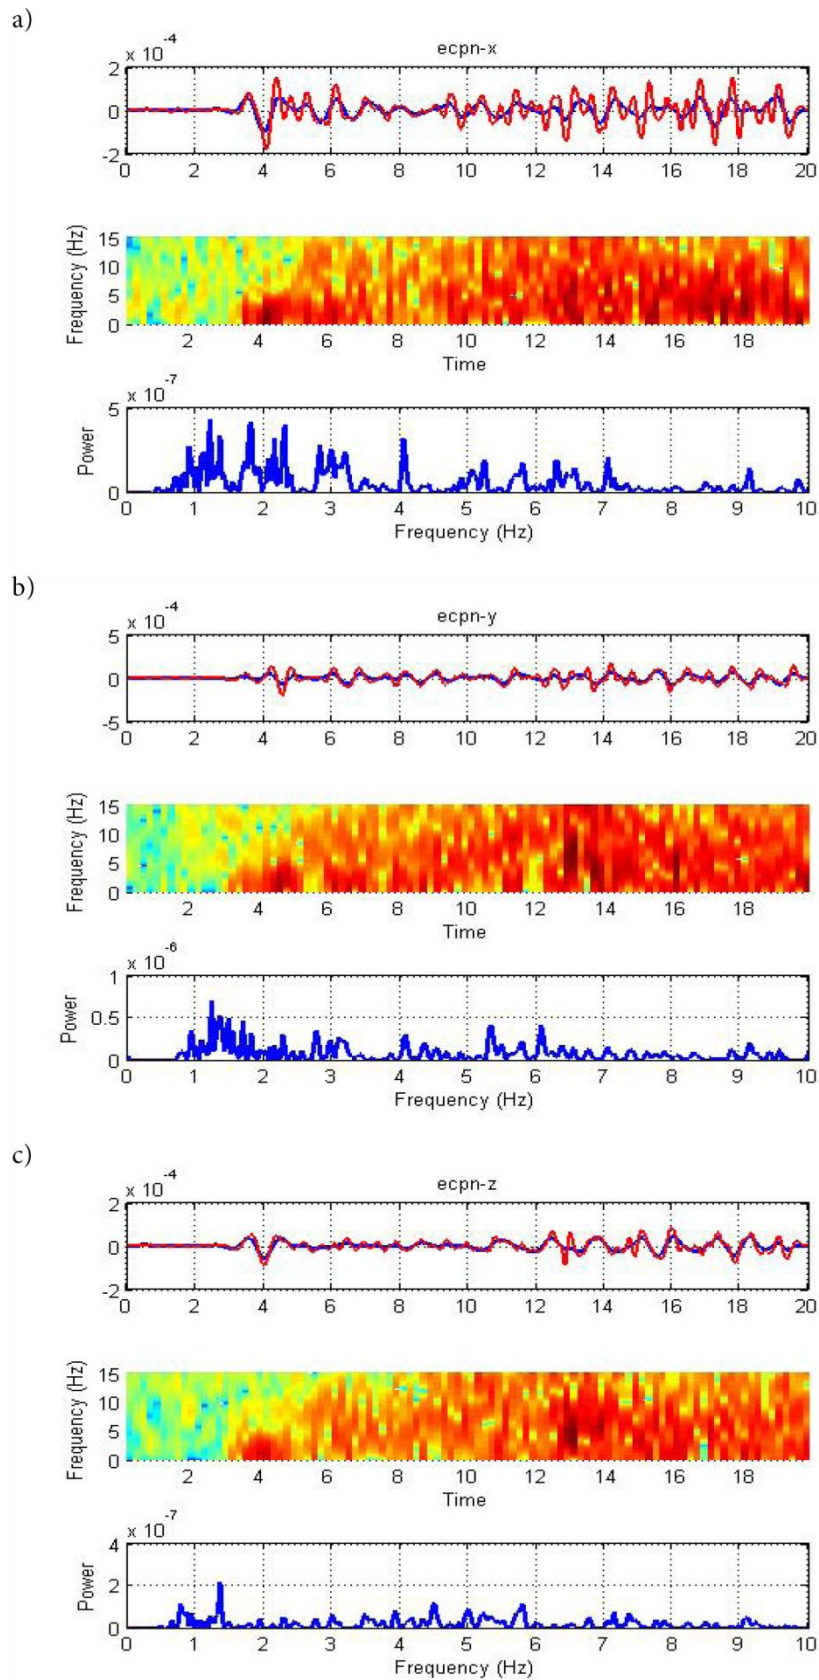 a)
x 10^-4
ecpn-x
2
0
-2
0 2 4 6 8 10 12 14 16 18 20
Frequency (Hz)
15
10
5
0
2 4 6 8 10 12 14 16 18
Time
x 10^-7
Power
5
0
0 1 2 3 4 5 6 7 8 9 10
Frequency (Hz)
b)
x 10^-4
ecpn-y
5
0
-5
0 2 4 6 8 10 12 14 16 18 20
Frequency (Hz)
15
10
5
0
2 4 6 8 10 12 14 16 18
Time
x 10^-6
Power
1
0.5
0
0 1 2 3 4 5 6 7 8 9 10
Frequency (Hz)
c)
x 10^-4
ecpn-z
2
0
-2
0 2 4 6 8 10 12 14 16 18 20
Frequency (Hz)
15
10
5
0
2 4 6 8 10 12 14 16 18
Time
x 10^-7
Power
4
2
0
0 1 2 3 4 5 6 7 8 9 10
Frequency (Hz)